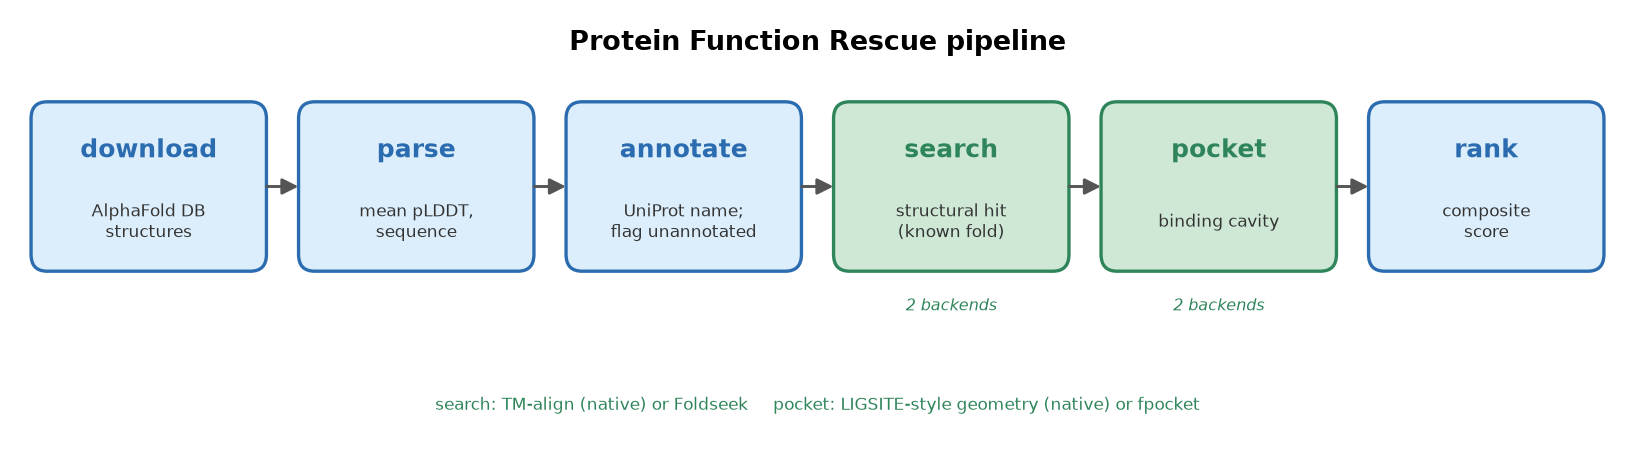 Protein Function Rescue pipeline
download
AlphaFold DB
structures
parse
mean pLDDT,
sequence
annotate
UniProt name;
flag unannotated
search
structural hit
(known fold)
2 backends
pocket
binding cavity
2 backends
rank
composite
score
search: TM-align (native) or Foldseek     pocket: LIGSITE-style geometry (native) or fpocket